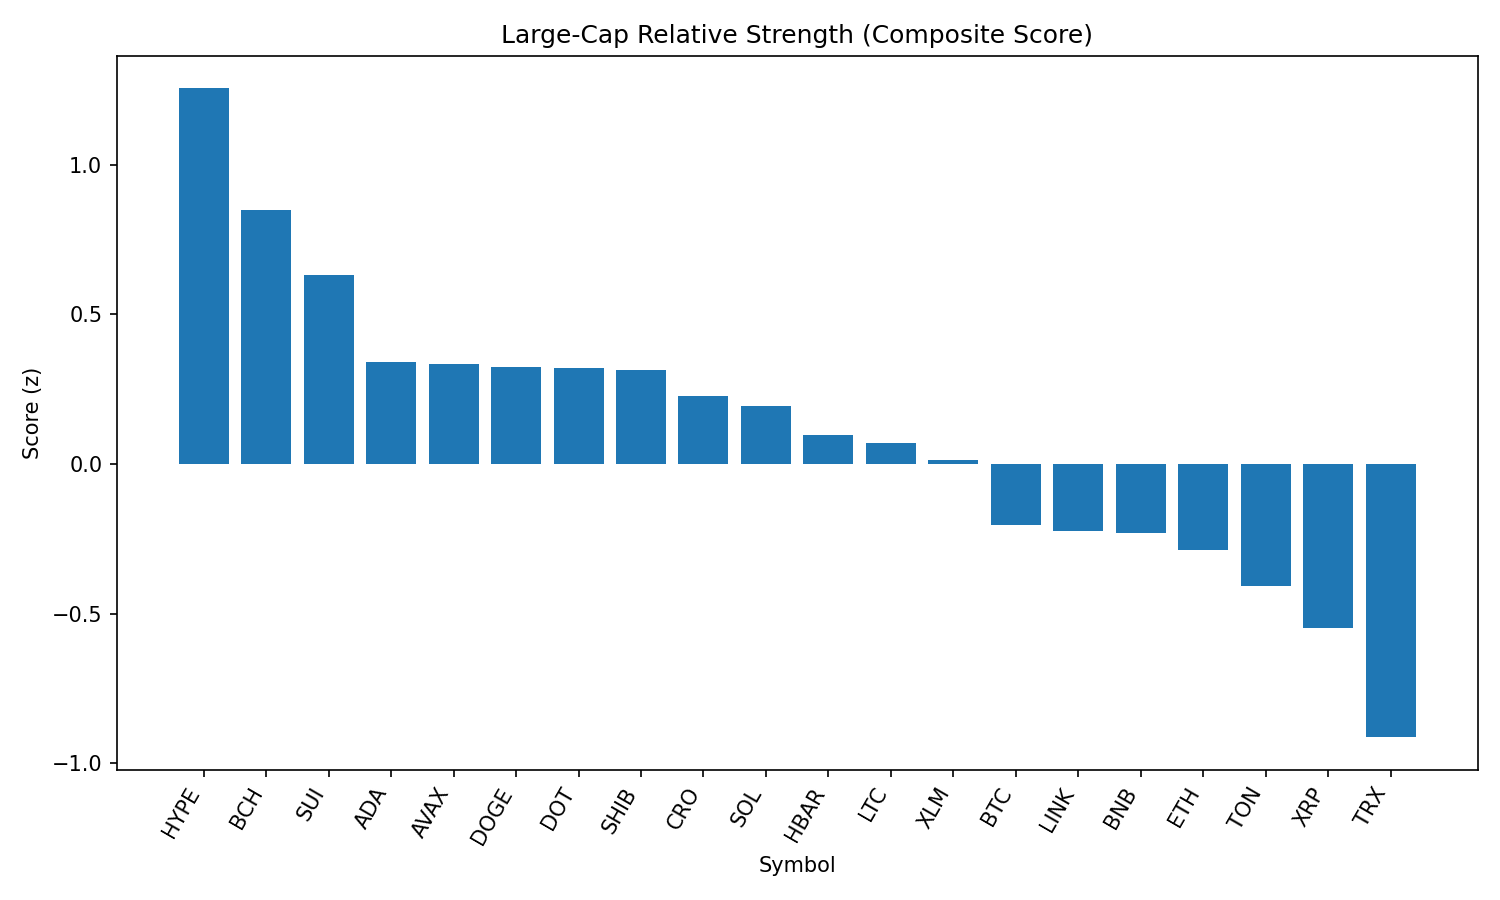 Large-Cap Relative Strength (Composite Score)
Score (z)
1.0
0.5
0.0
−0.5
−1.0
HYPE
BCH
SUI
ADA
AVAX
DOGE
DOT
SHIB
CRO
SOL
HBAR
LTC
XLM
BTC
LINK
BNB
ETH
TON
XRP
TRX
Symbol